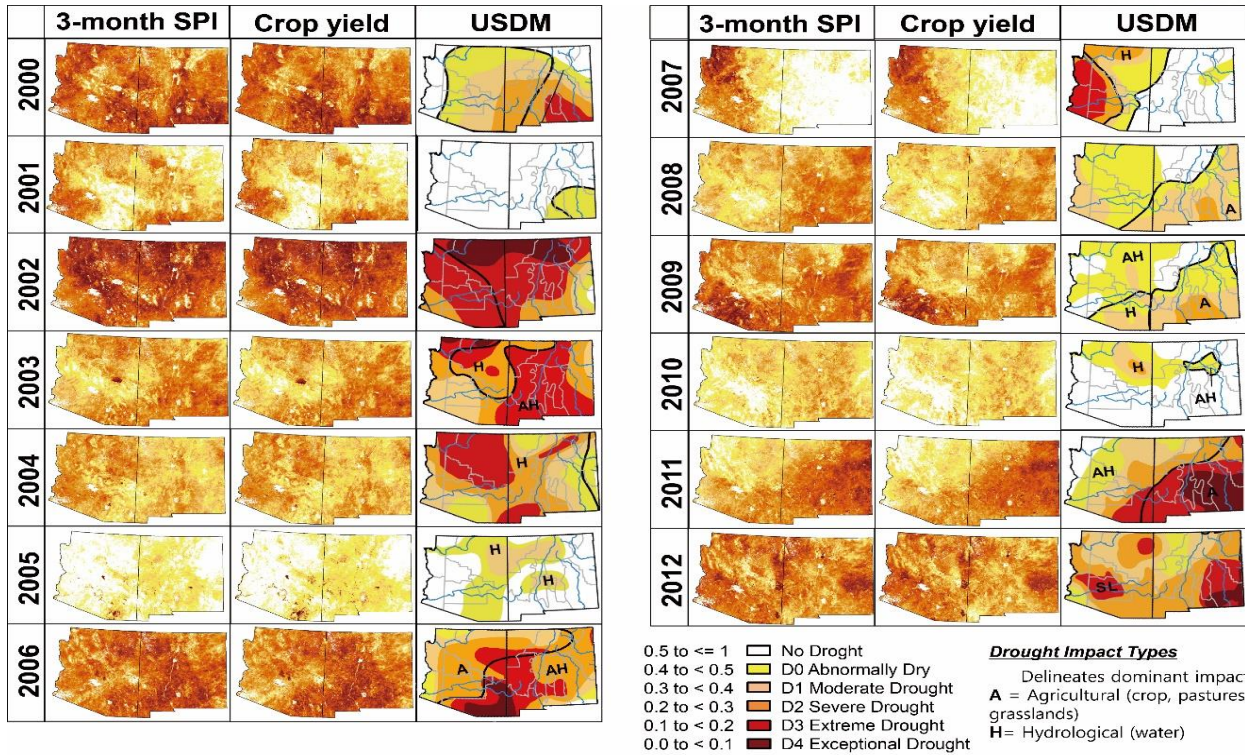 3-month SPI Crop yield USDM
2000
2001
2002
2003
H
AH
2004
H
2005
H
H
2006
A
AH
3-month SPI Crop yield USDM
2007
H
2008
A
2009
AH
H
A
2010
H
AH
2011
AH
A
2012
SL
0.5 to <= 1 No Droght
0.4 to < 0.5 D0 Abnormally Dry
0.3 to < 0.4 D1 Moderate Drought
0.2 to < 0.3 D2 Severe Drought
0.1 to < 0.2 D3 Extreme Drought
0.0 to < 0.1 D4 Exceptional Drought
Drought Impact Types
Delineates dominant impact
A = Agricultural (crop, pastures
grasslands)
H= Hydrological (water)